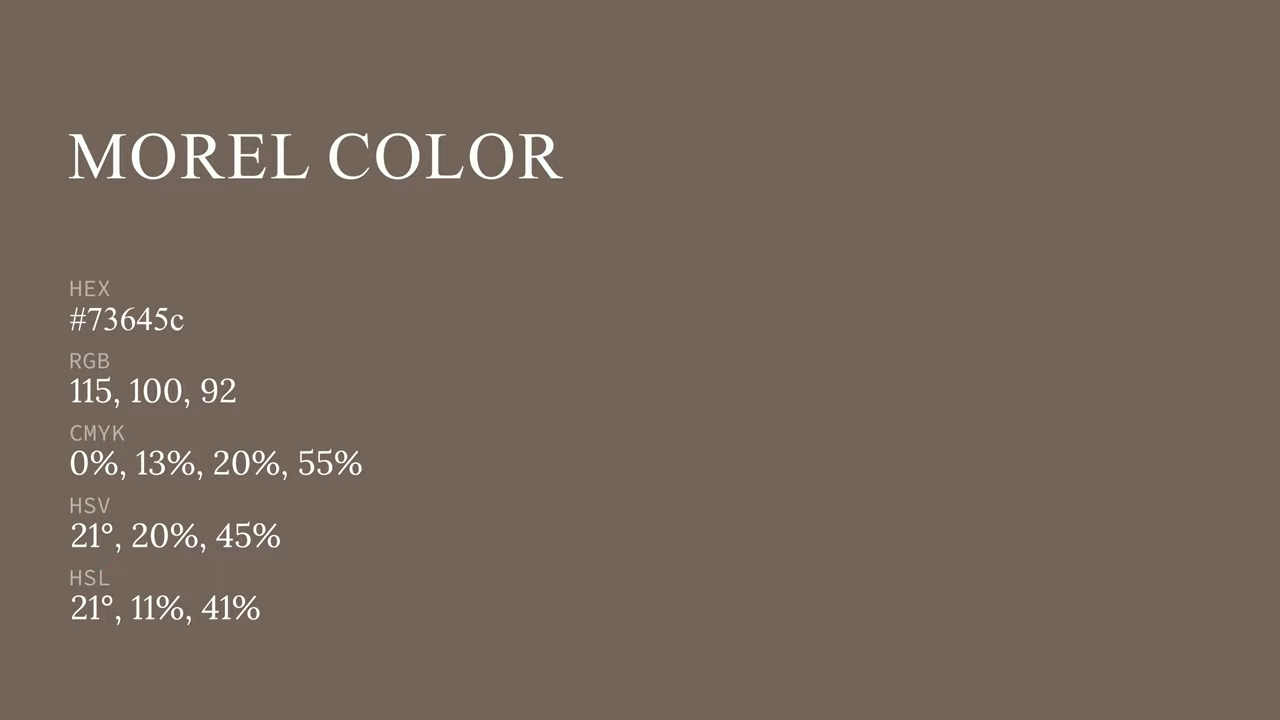 MOREL COLOR
HEX
#73645c
RGB
115, 100, 92
CMYK
0%, 13%, 20%, 55%
HSV
21°, 20%, 45%
HSL
21°, 11%, 41%